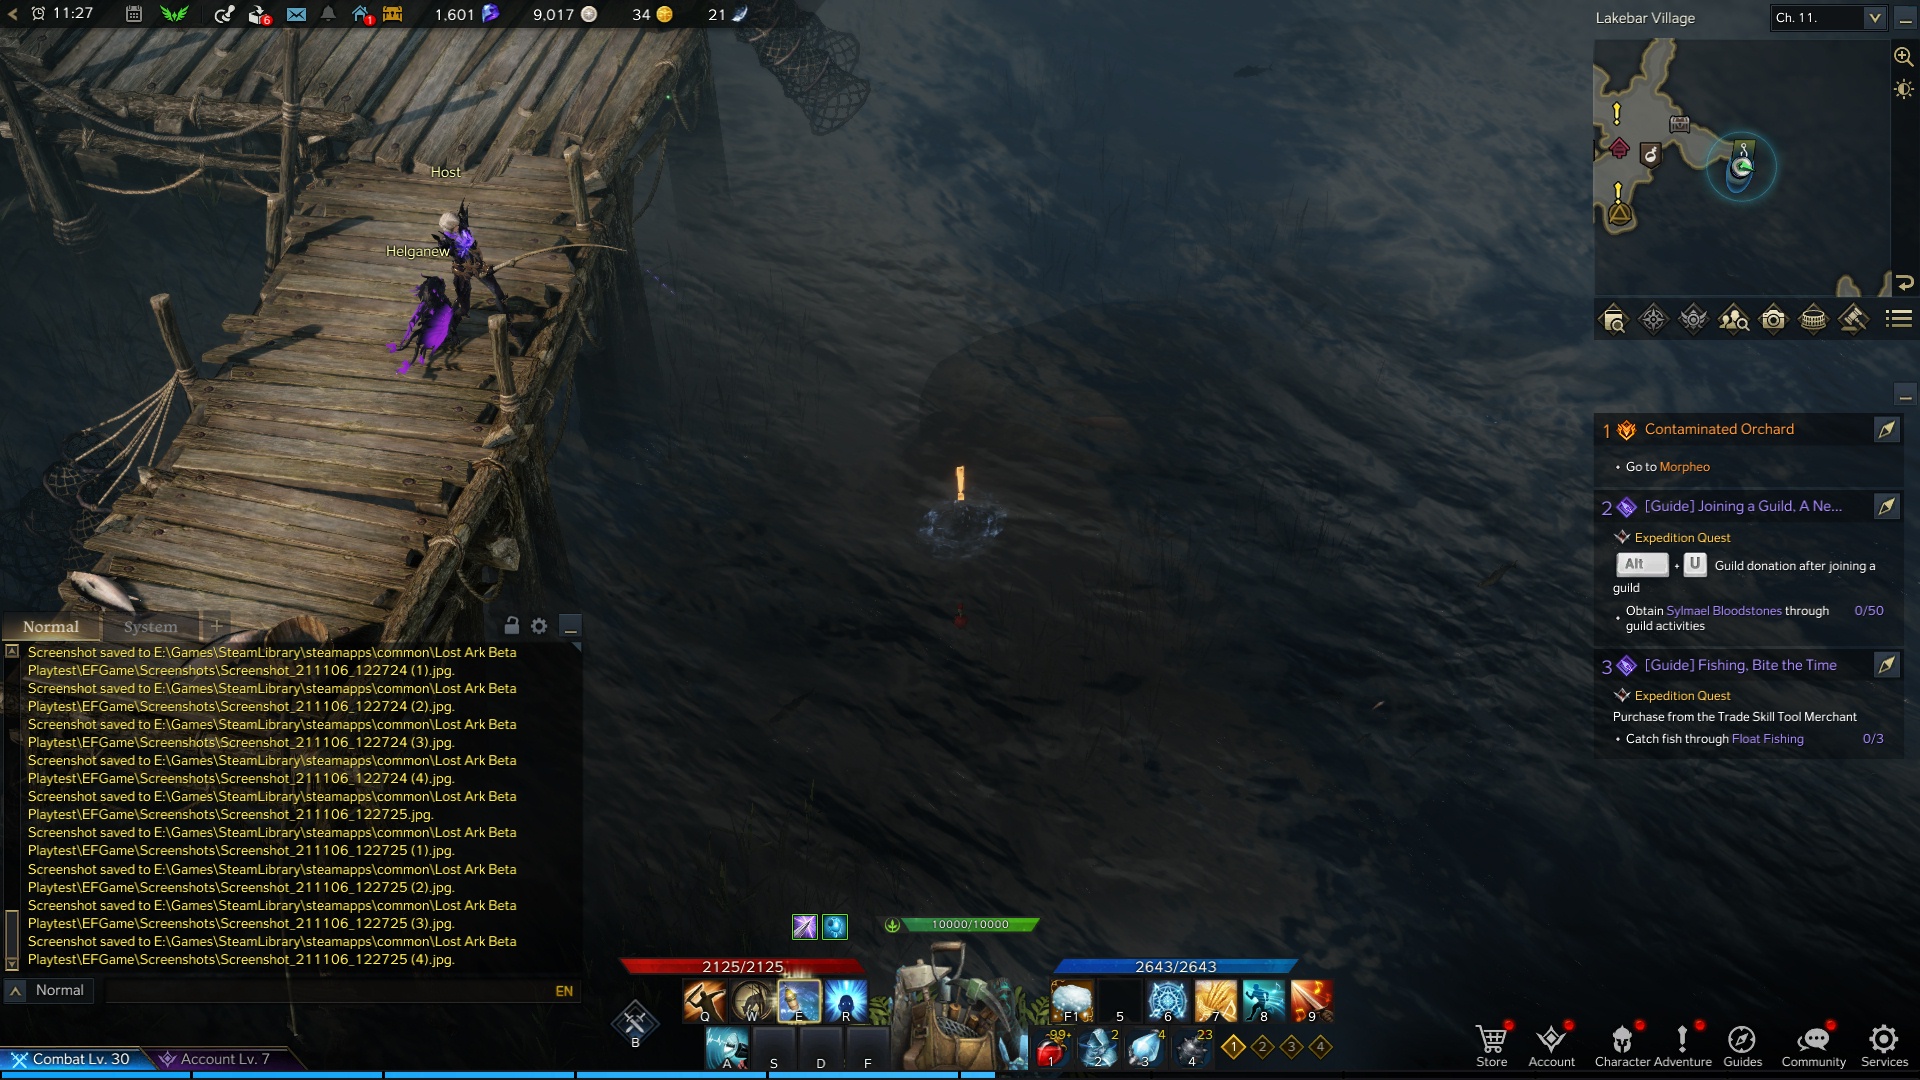 11:27
6
1
1,601
9,017
34
21
Lakebar Village
Ch. 11.
Host
Helganew
1 Contaminated Orchard
• Go to Morpheo
2 [Guide] Joining a Guild, A Ne...
Expedition Quest
Alt + U Guild donation after joining a
guild
• Obtain Sylmael Bloodstones through 0/50
guild activities
3 [Guide] Fishing, Bite the Time
Expedition Quest
Purchase from the Trade Skill Tool Merchant
• Catch fish through Float Fishing 0/3
Normal System +
Screenshot saved to E:\Games\SteamLibrary\steamapps\common\Lost Ark Beta
Playtest\EFGame\Screenshots\Screenshot_211106_122724 (1).jpg.
Screenshot saved to E:\Games\SteamLibrary\steamapps\common\Lost Ark Beta
Playtest\EFGame\Screenshots\Screenshot_211106_122724 (2).jpg.
Screenshot saved to E:\Games\SteamLibrary\steamapps\common\Lost Ark Beta
Playtest\EFGame\Screenshots\Screenshot_211106_122724 (3).jpg.
Screenshot saved to E:\Games\SteamLibrary\steamapps\common\Lost Ark Beta
Playtest\EFGame\Screenshots\Screenshot_211106_122724 (4).jpg.
Screenshot saved to E:\Games\SteamLibrary\steamapps\common\Lost Ark Beta
Playtest\EFGame\Screenshots\Screenshot_211106_122725.jpg.
Screenshot saved to E:\Games\SteamLibrary\steamapps\common\Lost Ark Beta
Playtest\EFGame\Screenshots\Screenshot_211106_122725 (1).jpg.
Screenshot saved to E:\Games\SteamLibrary\steamapps\common\Lost Ark Beta
Playtest\EFGame\Screenshots\Screenshot_211106_122725 (2).jpg.
Screenshot saved to E:\Games\SteamLibrary\steamapps\common\Lost Ark Beta
Playtest\EFGame\Screenshots\Screenshot_211106_122725 (3).jpg.
Screenshot saved to E:\Games\SteamLibrary\steamapps\common\Lost Ark Beta
Playtest\EFGame\Screenshots\Screenshot_211106_122725 (4).jpg.
Normal
EN
10000/10000
2125/2125
2643/2643
Q W E R
F1 5 6 7 8 9
B
A S D F
99+ 2 4 23
1 2 3 4
1 2 3 4
Combat Lv. 30
Account Lv. 7
Store
Account
Character
Adventure
Guides
Community
Services